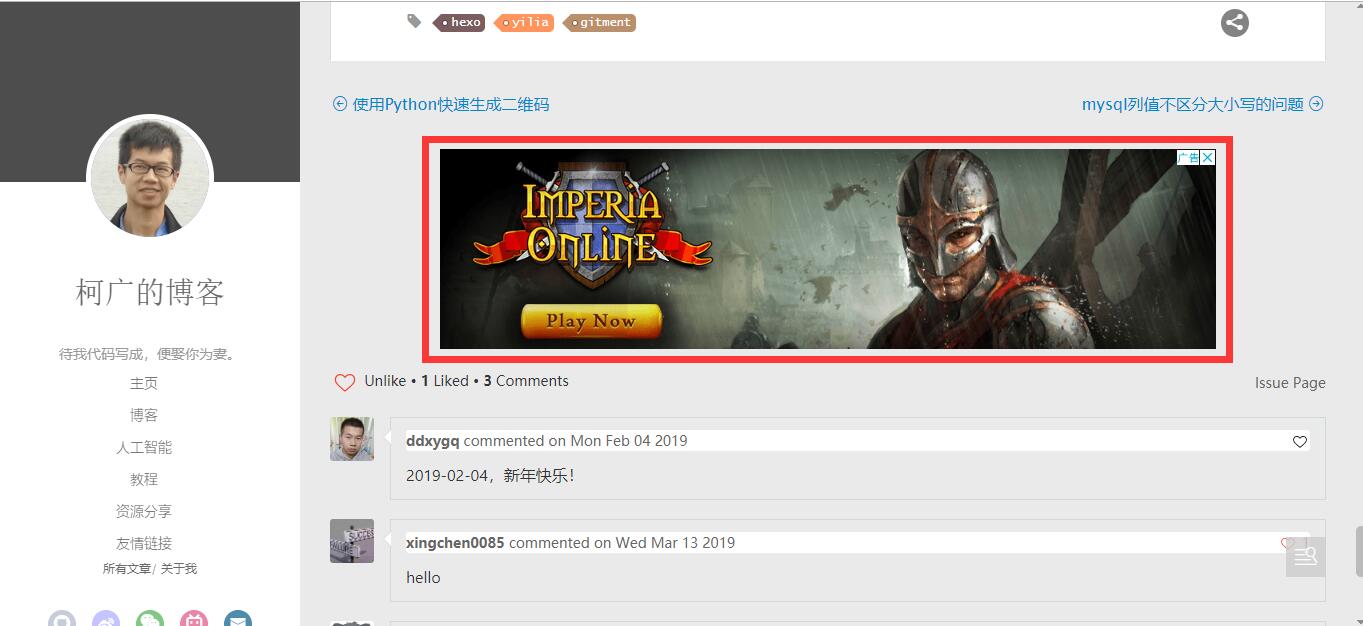 hexo yilia gitment
使用Python快速生成二维码
mysql列值不区分大小写的问题
广告
IMPERIA
ONLINE
Play Now
柯广的博客
待我代码写成，便娶你为妻。
主页
博客
人工智能
教程
资源分享
友情链接
所有文章/ 关于我
Unlike • 1 Liked • 3 Comments
Issue Page
ddxygq commented on Mon Feb 04 2019
2019-02-04，新年快乐！
xingchen0085 commented on Wed Mar 13 2019
hello